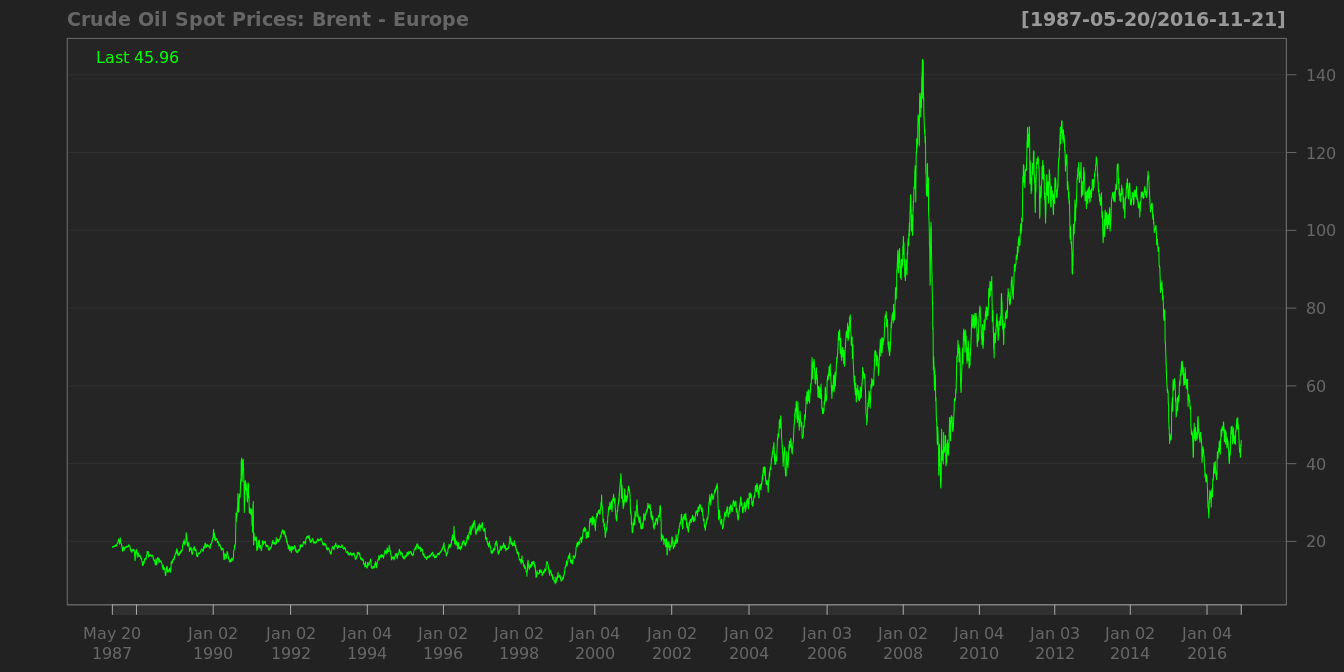 Crude Oil Spot Prices: Brent - Europe
[1987-05-20/2016-11-21]
Last 45.96
140
120
100
80
60
40
20
May 20 Jan 02 Jan 02 Jan 04 Jan 02 Jan 02 Jan 04 Jan 02 Jan 02 Jan 03 Jan 02 Jan 04 Jan 03 Jan 02 Jan 04
1987 1990 1992 1994 1996 1998 2000 2002 2004 2006 2008 2010 2012 2014 2016